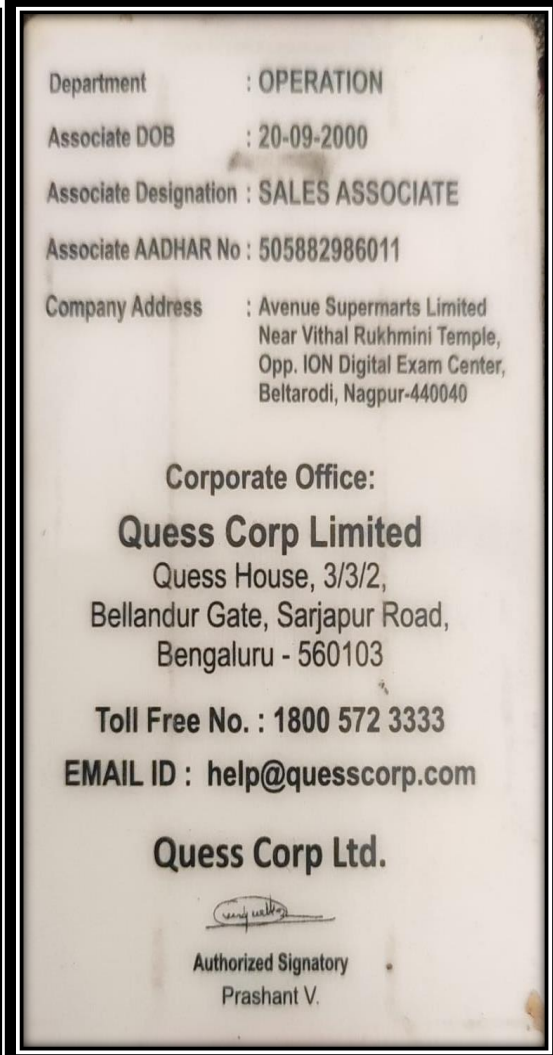 Department : OPERATION
Associate DOB : 20-09-2000
Associate Designation : SALES ASSOCIATE
Associate AADHAR No : 505882986011
Company Address : Avenue Supermarts Limited
Near Vithal Rukhmini Temple,
Opp. ION Digital Exam Center,
Beltarodi, Nagpur-440040
Corporate Office:
Quess Corp Limited
Quess House, 3/3/2,
Bellandur Gate, Sarjapur Road,
Bengaluru - 560103
Toll Free No. : 1800 572 3333
EMAIL ID : help@quesscorp.com
Quess Corp Ltd.
Authorized Signatory
Prashant V.